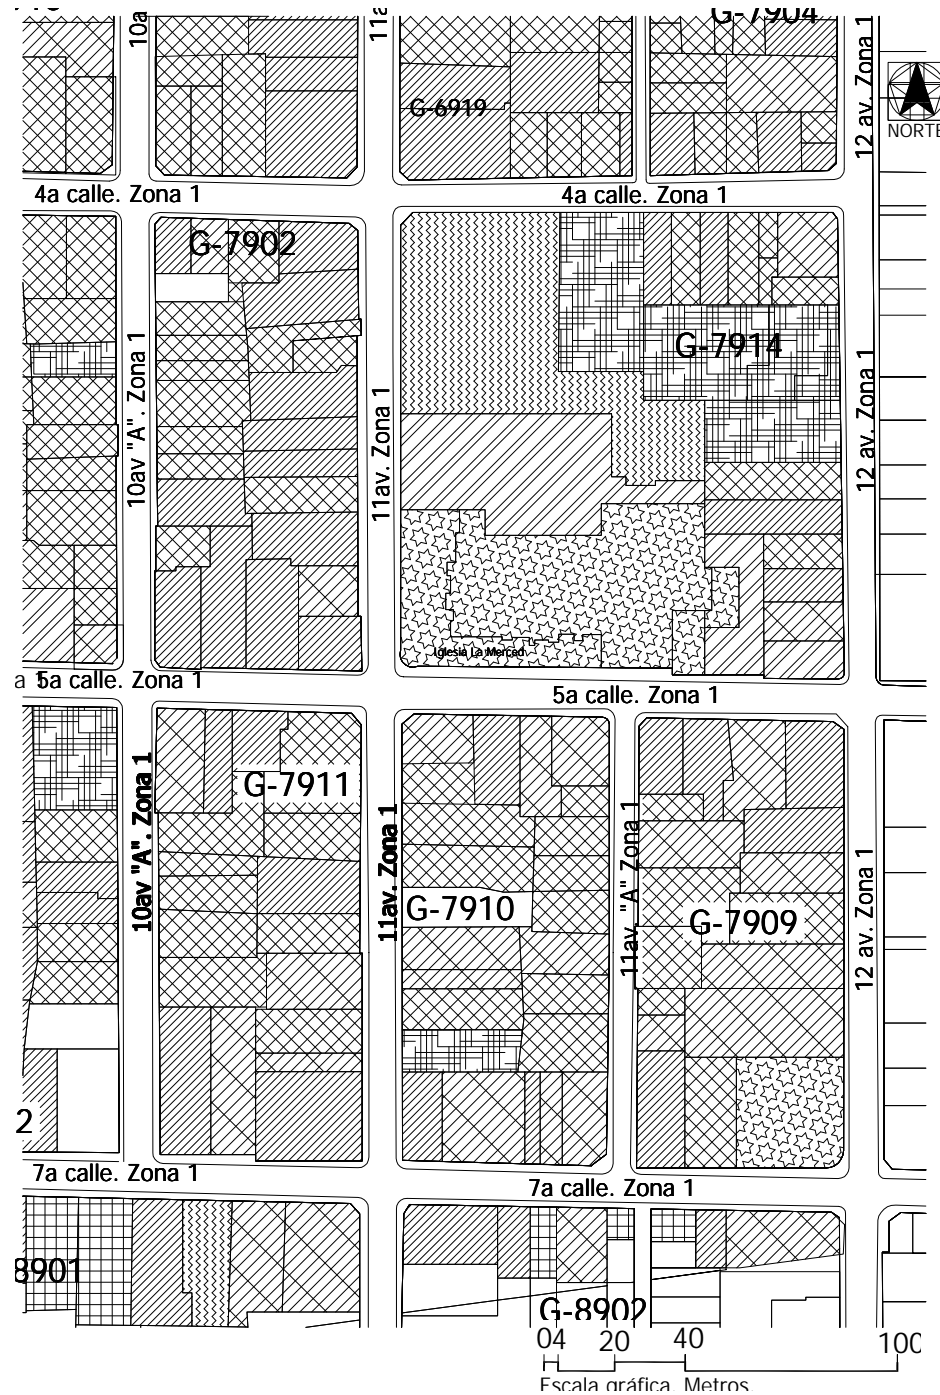 G-7904
10a
11a
12 av. Zona 1
G-6919
NORTE
4a calle. Zona 1
4a calle. Zona 1
G-7902
G-7914
10av "A". Zona 1
11av. Zona 1
12 av. Zona 1
Iglesia La Merced
a 1
5a calle. Zona 1
5a calle. Zona 1
G-7911
10av "A". Zona 1
11av. Zona 1
G-7910
11av. "A" Zona 1
G-7909
12 av. Zona 1
2
7a calle. Zona 1
7a calle. Zona 1
8901
G-8902
04 20 40 100
Escala gráfica. Metros.